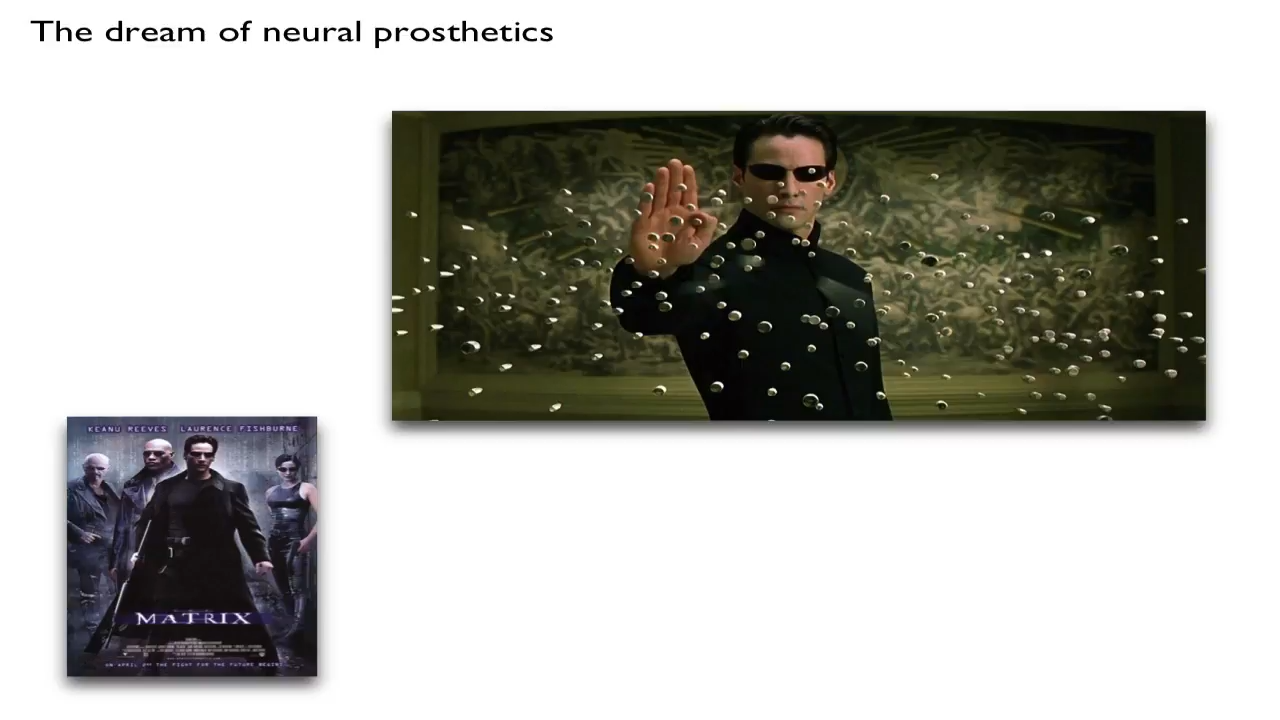 The dream of neural prosthetics
KEANU REEVES LAURENCE FISHBURNE
MATRIX